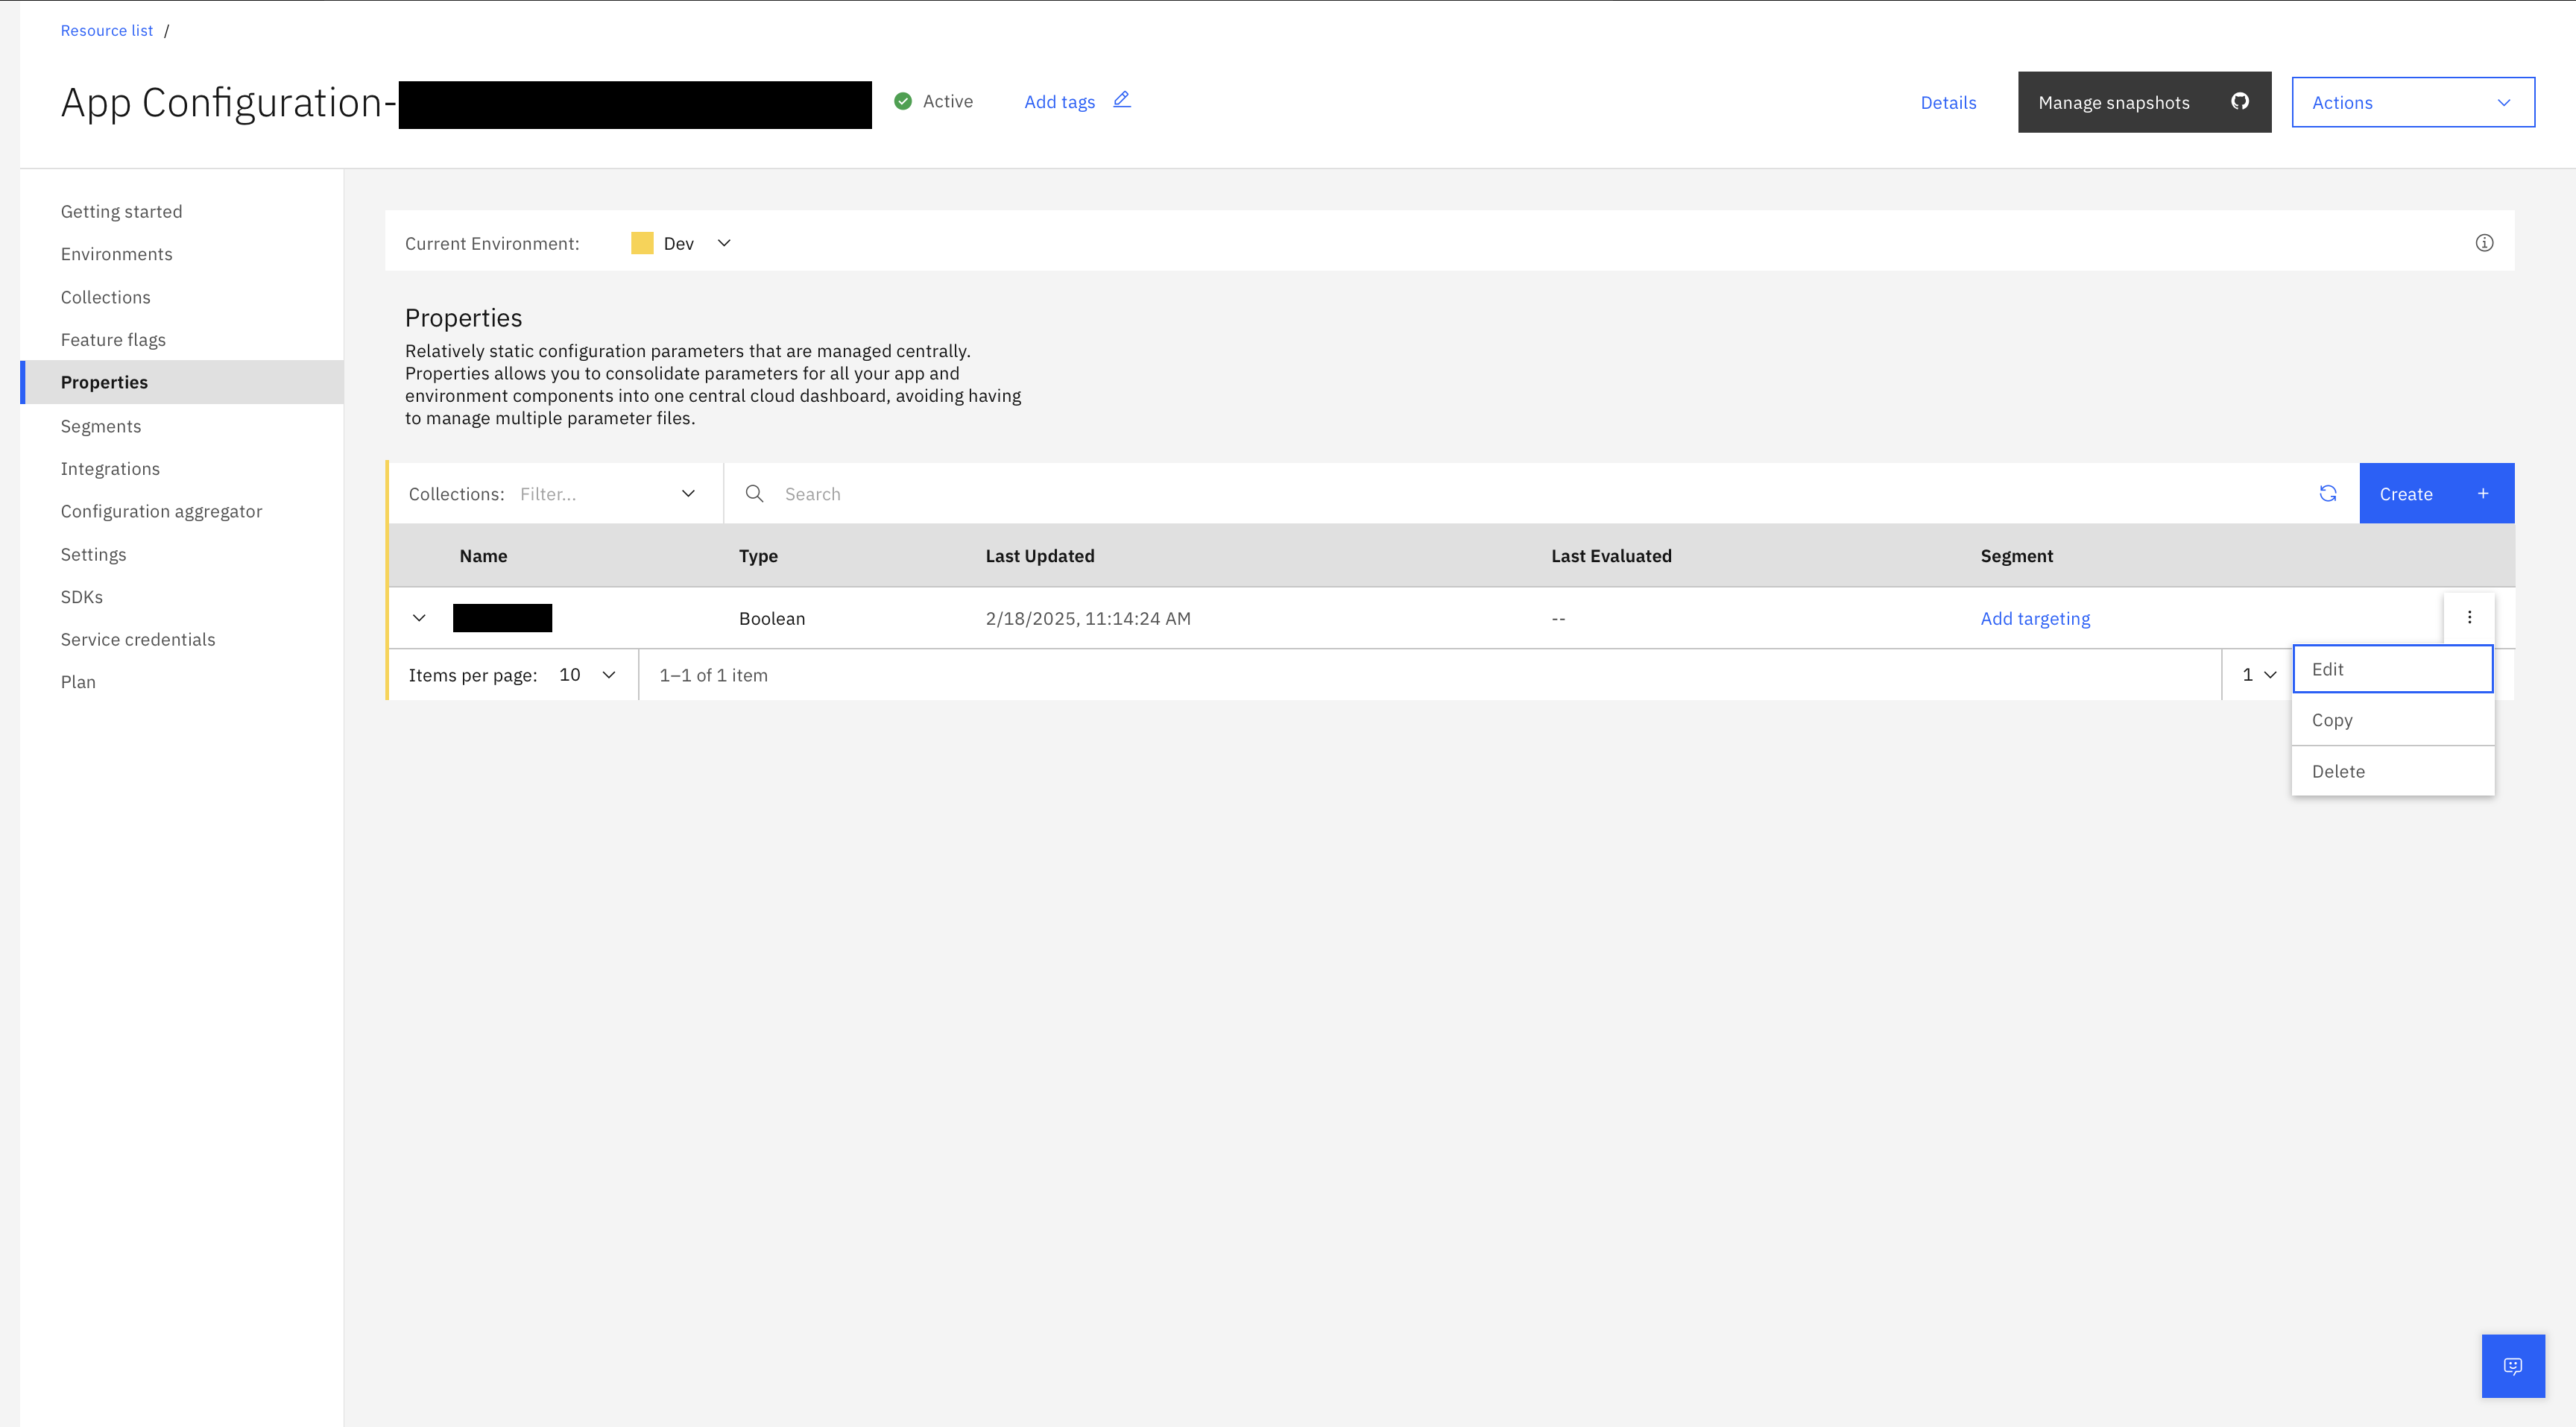 Resource list /
App Configuration-
Active
Add tags
Details
Manage snapshots
Actions
Getting started
Environments
Collections
Feature flags
Properties
Segments
Integrations
Configuration aggregator
Settings
SDKs
Service credentials
Plan
Current Environment: Dev
Properties
Relatively static configuration parameters that are managed centrally.
Properties allows you to consolidate parameters for all your app and
environment components into one central cloud dashboard, avoiding having
to manage multiple parameter files.
Collections: Filter... Search Create +
Name Type Last Updated Last Evaluated Segment
Boolean 2/18/2025, 11:14:24 AM -- Add targeting
Items per page: 10 1–1 of 1 item 1
Edit
Copy
Delete